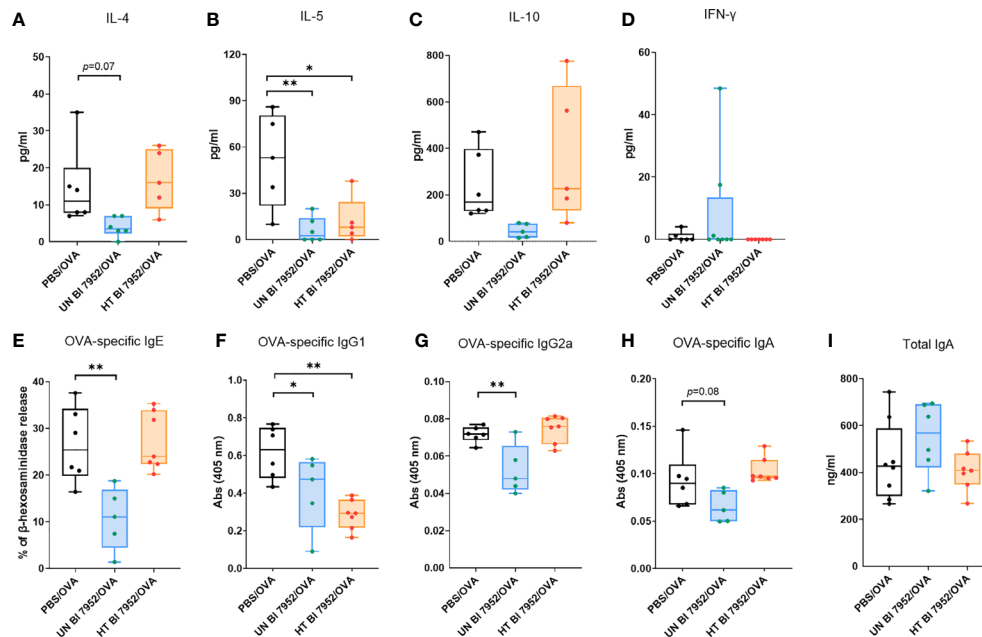 A
IL-4
pg/ml
50
40
30
20
10
0
p=0.07
PBS/OVA
UN BI 7952/OVA
HT BI 7952/OVA
B
IL-5
pg/ml
120
90
60
30
0
*
**
PBS/OVA
UN BI 7952/OVA
HT BI 7952/OVA
C
IL-10
pg/ml
800
600
400
200
0
PBS/OVA
UN BI 7952/OVA
HT BI 7952/OVA
D
IFN-γ
pg/ml
60
40
20
0
PBS/OVA
UN BI 7952/OVA
HT BI 7952/OVA
E
OVA-specific IgE
% of β-hexosaminidase release
40
30
20
10
0
**
PBS/OVA
UN BI 7952/OVA
HT BI 7952/OVA
F
OVA-specific IgG1
Abs (405 nm)
1.0
0.8
0.6
0.4
0.2
0.0
**
*
PBS/OVA
UN BI 7952/OVA
HT BI 7952/OVA
G
OVA-specific IgG2a
Abs (405 nm)
0.10
0.08
0.06
0.04
0.02
0.00
**
PBS/OVA
UN BI 7952/OVA
HT BI 7952/OVA
H
OVA-specific IgA
Abs (405 nm)
0.20
0.15
0.10
0.05
0.00
p=0.08
PBS/OVA
UN BI 7952/OVA
HT BI 7952/OVA
I
Total IgA
ng/ml
800
600
400
200
0
PBS/OVA
UN BI 7952/OVA
HT BI 7952/OVA